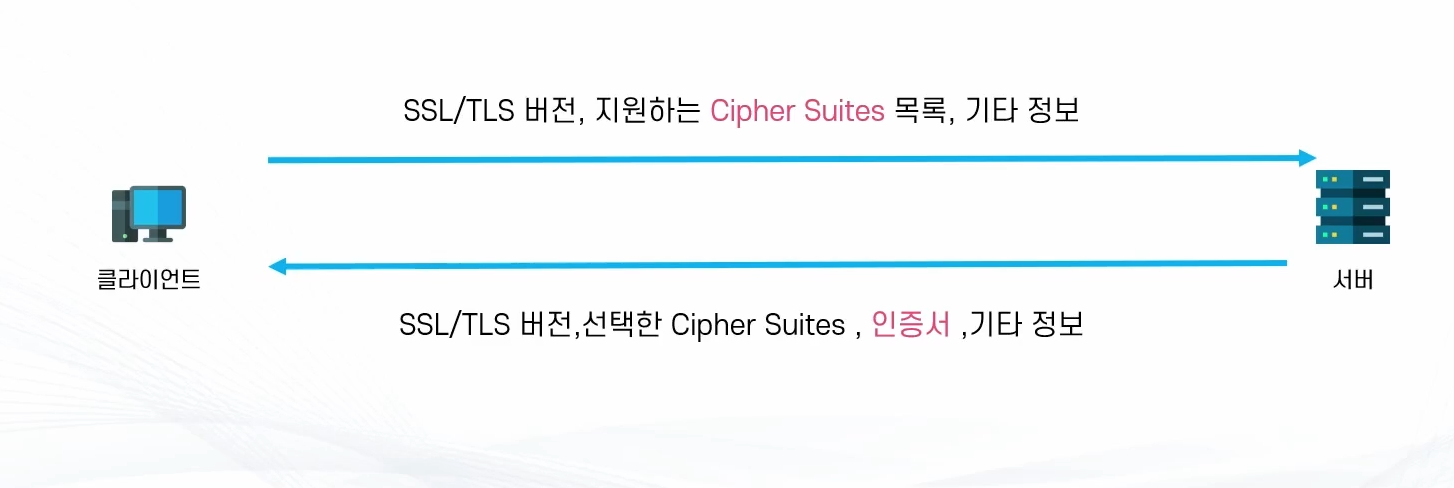 SSL/TLS 버전, 지원하는 Cipher Suites 목록, 기타 정보
클라이언트
서버
SSL/TLS 버전,선택한 Cipher Suites , 인증서 ,기타 정보